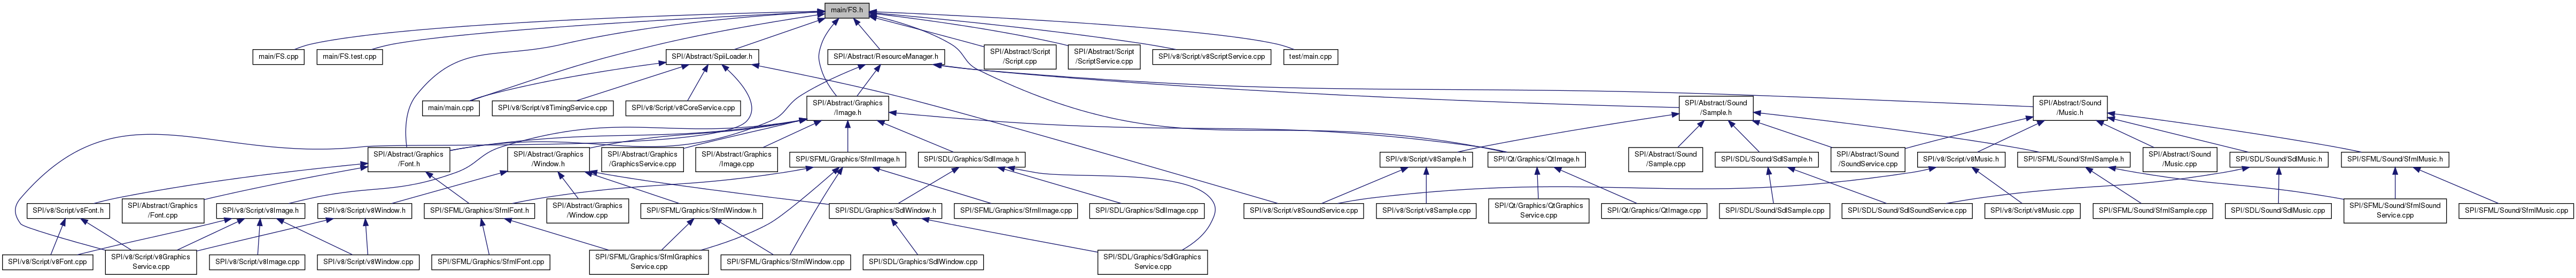 main/FS.h
main/FS.cpp
main/FS.test.cpp
SPI/Abstract/SpiiLoader.h
SPI/Abstract/ResourceManager.h
SPI/Abstract/Script
/Script.cpp
SPI/Abstract/Script
/ScriptService.cpp
SPI/v8/Script/v8ScriptService.cpp
test/main.cpp
main/main.cpp
SPI/v8/Script/v8TimingService.cpp
SPI/v8/Script/v8CoreService.cpp
SPI/Abstract/Graphics
/Image.h
SPI/Abstract/Sound
/Sample.h
SPI/Abstract/Sound
/Music.h
SPI/Abstract/Graphics
/Font.h
SPI/Abstract/Graphics
/Window.h
SPI/Abstract/Graphics
/GraphicsService.cpp
SPI/Abstract/Graphics
/Image.cpp
SPI/SFML/Graphics/SfmlImage.h
SPI/SDL/Graphics/SdlImage.h
SPI/v8/Script/v8Sample.h
SPI/Qt/Graphics/QtImage.h
SPI/Abstract/Sound
/Sample.cpp
SPI/SDL/Sound/SdlSample.h
SPI/Abstract/Sound
/SoundService.cpp
SPI/v8/Script/v8Music.h
SPI/SFML/Sound/SfmlSample.h
SPI/Abstract/Sound
/Music.cpp
SPI/SDL/Sound/SdlMusic.h
SPI/SFML/Sound/SfmlMusic.h
SPI/v8/Script/v8Font.h
SPI/Abstract/Graphics
/Font.cpp
SPI/v8/Script/v8Image.h
SPI/v8/Script/v8Window.h
SPI/SFML/Graphics/SfmlFont.h
SPI/Abstract/Graphics
/Window.cpp
SPI/SFML/Graphics/SfmlWindow.h
SPI/SDL/Graphics/SdlWindow.h
SPI/SFML/Graphics/SfmlImage.cpp
SPI/SDL/Graphics/SdlImage.cpp
SPI/v8/Script/v8SoundService.cpp
SPI/v8/Script/v8Sample.cpp
SPI/Qt/Graphics/QtGraphics
Service.cpp
SPI/Qt/Graphics/QtImage.cpp
SPI/SDL/Sound/SdlSample.cpp
SPI/SDL/Sound/SdlSoundService.cpp
SPI/v8/Script/v8Music.cpp
SPI/SFML/Sound/SfmlSample.cpp
SPI/SDL/Sound/SdlMusic.cpp
SPI/SFML/Sound/SfmlSound
Service.cpp
SPI/SFML/Sound/SfmlMusic.cpp
SPI/v8/Script/v8Font.cpp
SPI/v8/Script/v8Graphics
Service.cpp
SPI/v8/Script/v8Image.cpp
SPI/v8/Script/v8Window.cpp
SPI/SFML/Graphics/SfmlFont.cpp
SPI/SFML/Graphics/SfmlGraphics
Service.cpp
SPI/SFML/Graphics/SfmlWindow.cpp
SPI/SDL/Graphics/SdlWindow.cpp
SPI/SDL/Graphics/SdlGraphics
Service.cpp